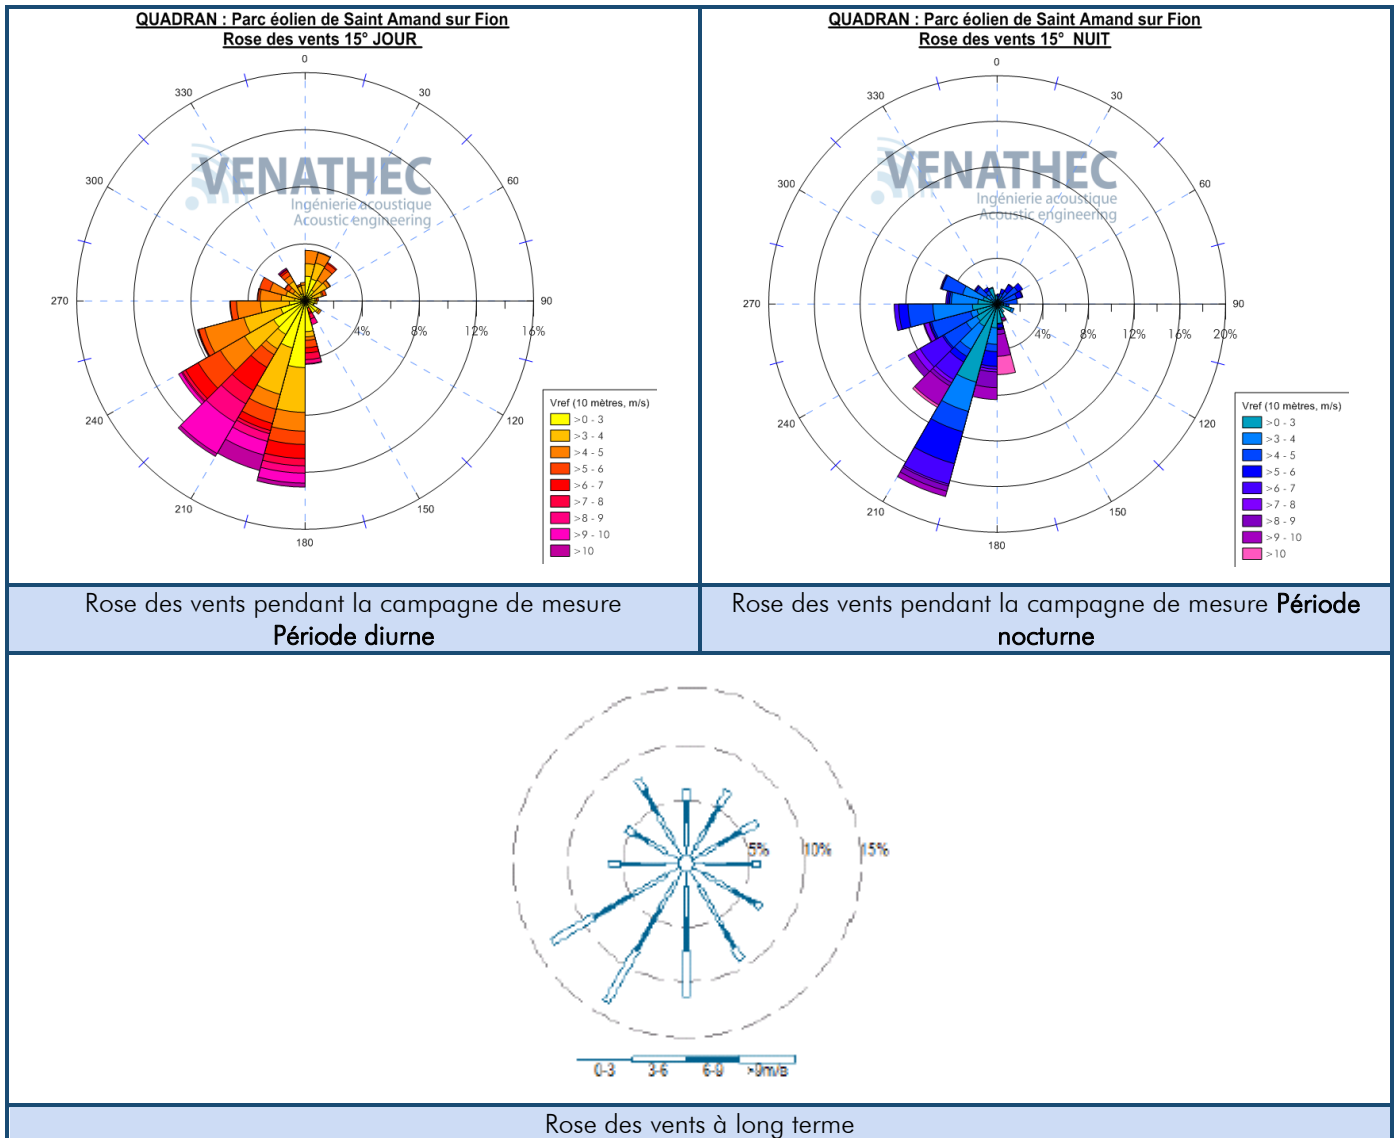 QUADRAN : Parc éolien de Saint Amand sur Fion
Rose des vents 15° JOUR
0
30
60
90
120
150
180
210
240
270
300
330
4%
8%
12%
16%
VENATHEC
Ingénierie acoustique
Acoustic engineering
Vref (10 mètres, m/s)
>0 - 3
>3 - 4
>4 - 5
>5 - 6
>6 - 7
>7 - 8
>8 - 9
>9 - 10
>10
QUADRAN : Parc éolien de Saint Amand sur Fion
Rose des vents 15° NUIT
0
30
60
90
120
150
180
210
240
270
300
330
4%
8%
12%
16%
20%
VENATHEC
Ingénierie acoustique
Acoustic engineering
Vref (10 mètres, m/s)
>0 - 3
>3 - 4
>4 - 5
>5 - 6
>6 - 7
>7 - 8
>8 - 9
>9 - 10
>10
Rose des vents pendant la campagne de mesure
Période diurne
Rose des vents pendant la campagne de mesure Période
nocturne
5% 10% 15%
0-3 3-6 6-9 >9m/s
Rose des vents à long terme